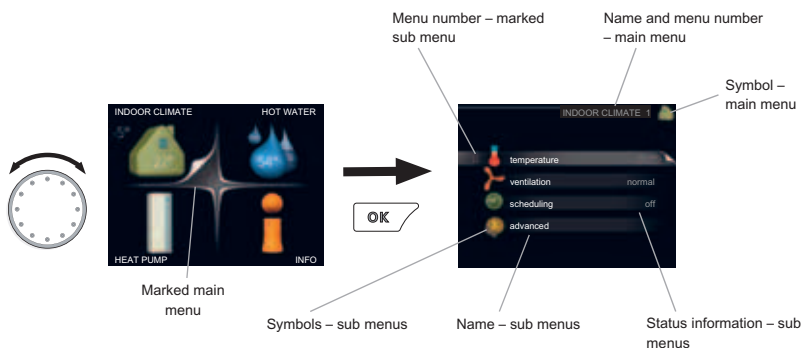 Menu number – marked
sub menu
Name and menu number
– main menu
Symbol –
main menu
INDOOR CLIMATE
HOT WATER
HEAT PUMP
INFO
OK
Marked main
menu
INDOOR CLIMATE 1
temperature
ventilation normal
scheduling off
advanced
Symbols – sub menus
Name – sub menus
Status information – sub
menus